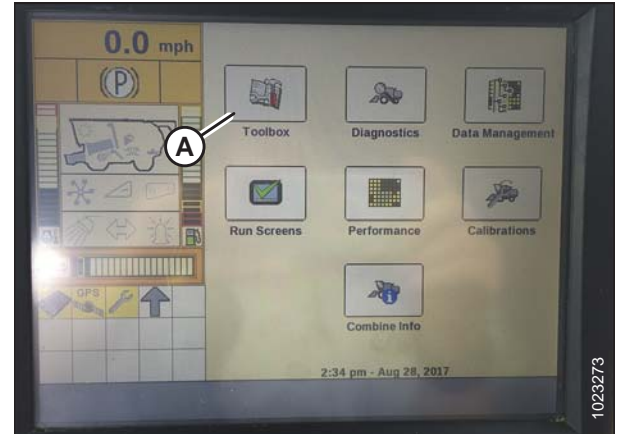 0.0 mph
(P)
A
Toolbox
Diagnostics
Data Management
Run Screens
Performance
Calibrations
GPS
Combine Info
2:34 pm - Aug 28, 2017
1023273